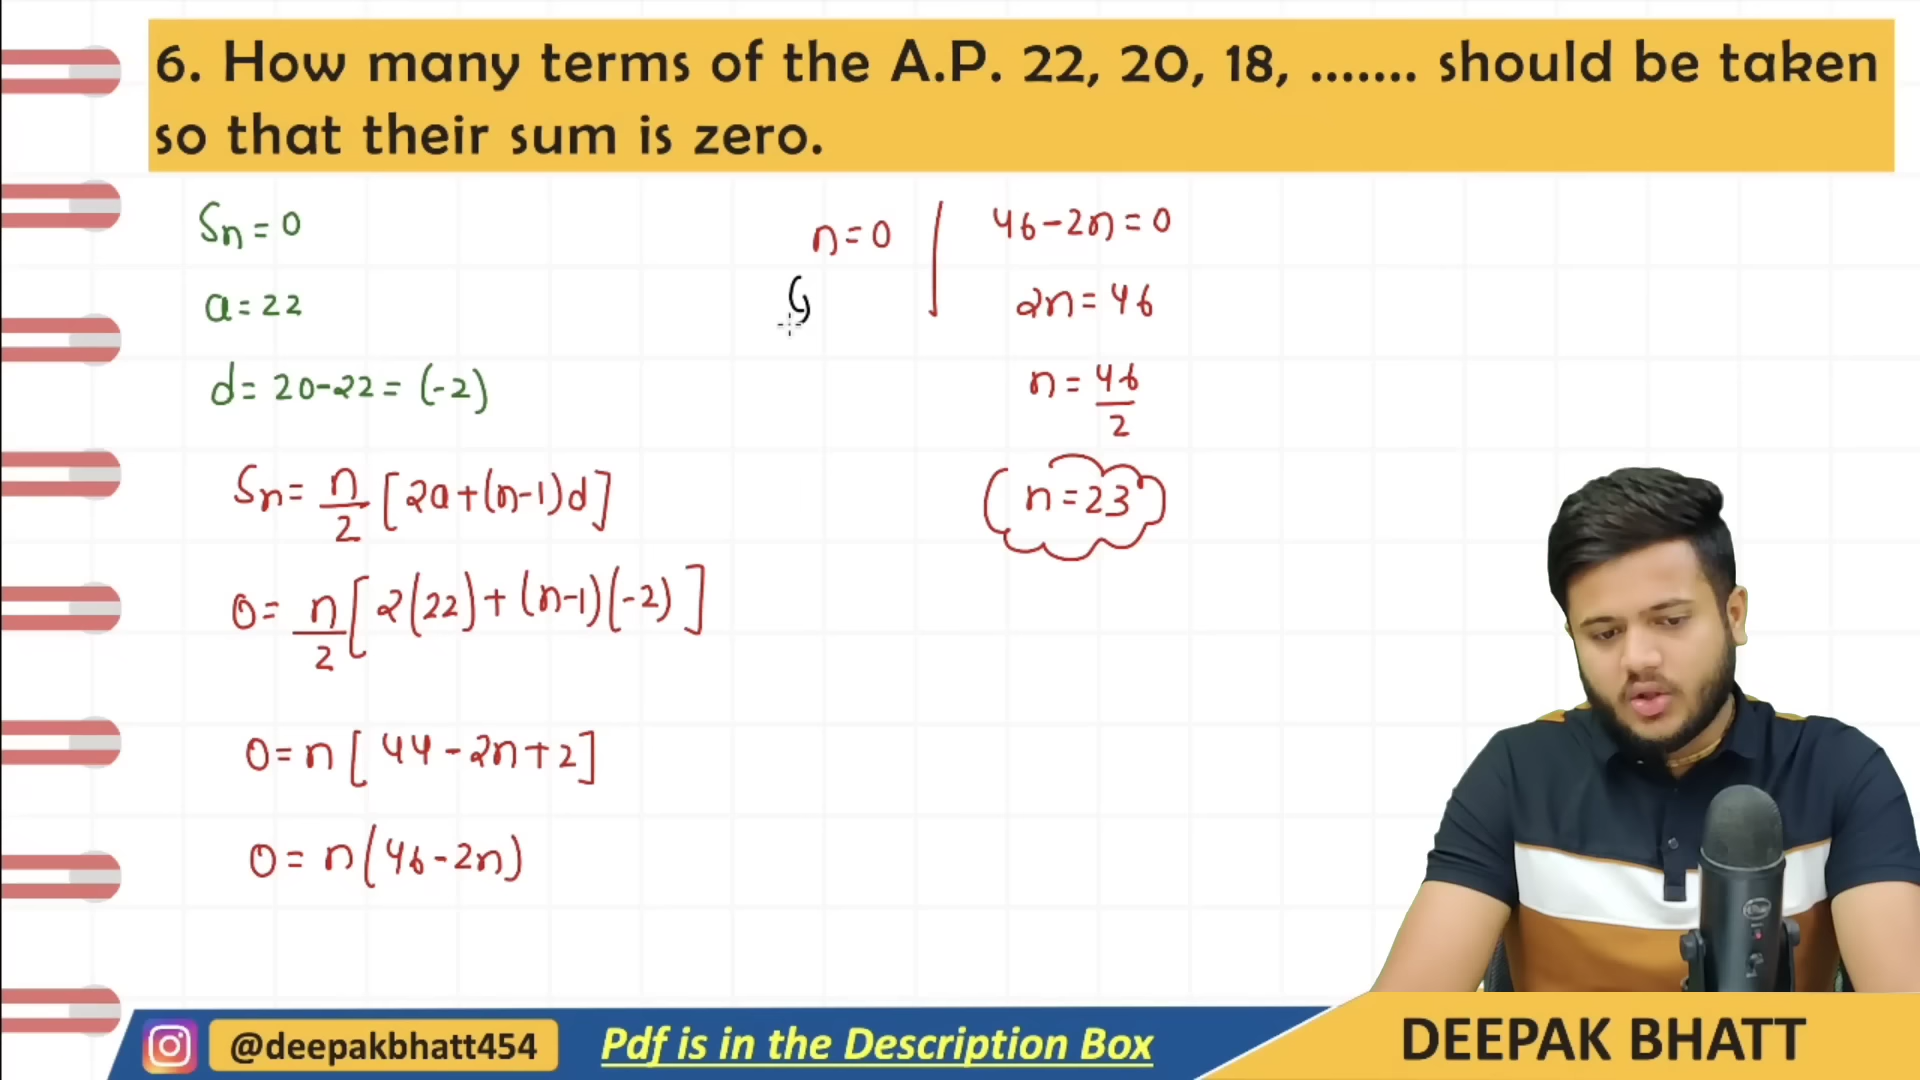 6. How many terms of the A.P. 22, 20, 18, ....... should be taken
so that their sum is zero.
Sn = 0
a = 22
d = 20-22 = (-2)
Sn = n/2 [2a+(n-1)d]
0 = n/2 [2(22)+(n-1)(-2)]
0 = n[44-2n+2]
0 = n(46-2n)
n = 0
46-2n = 0
2n = 46
n = 46/2
n = 23
@deepakbhatt454
Pdf is in the Description Box
DEEPAK BHATT